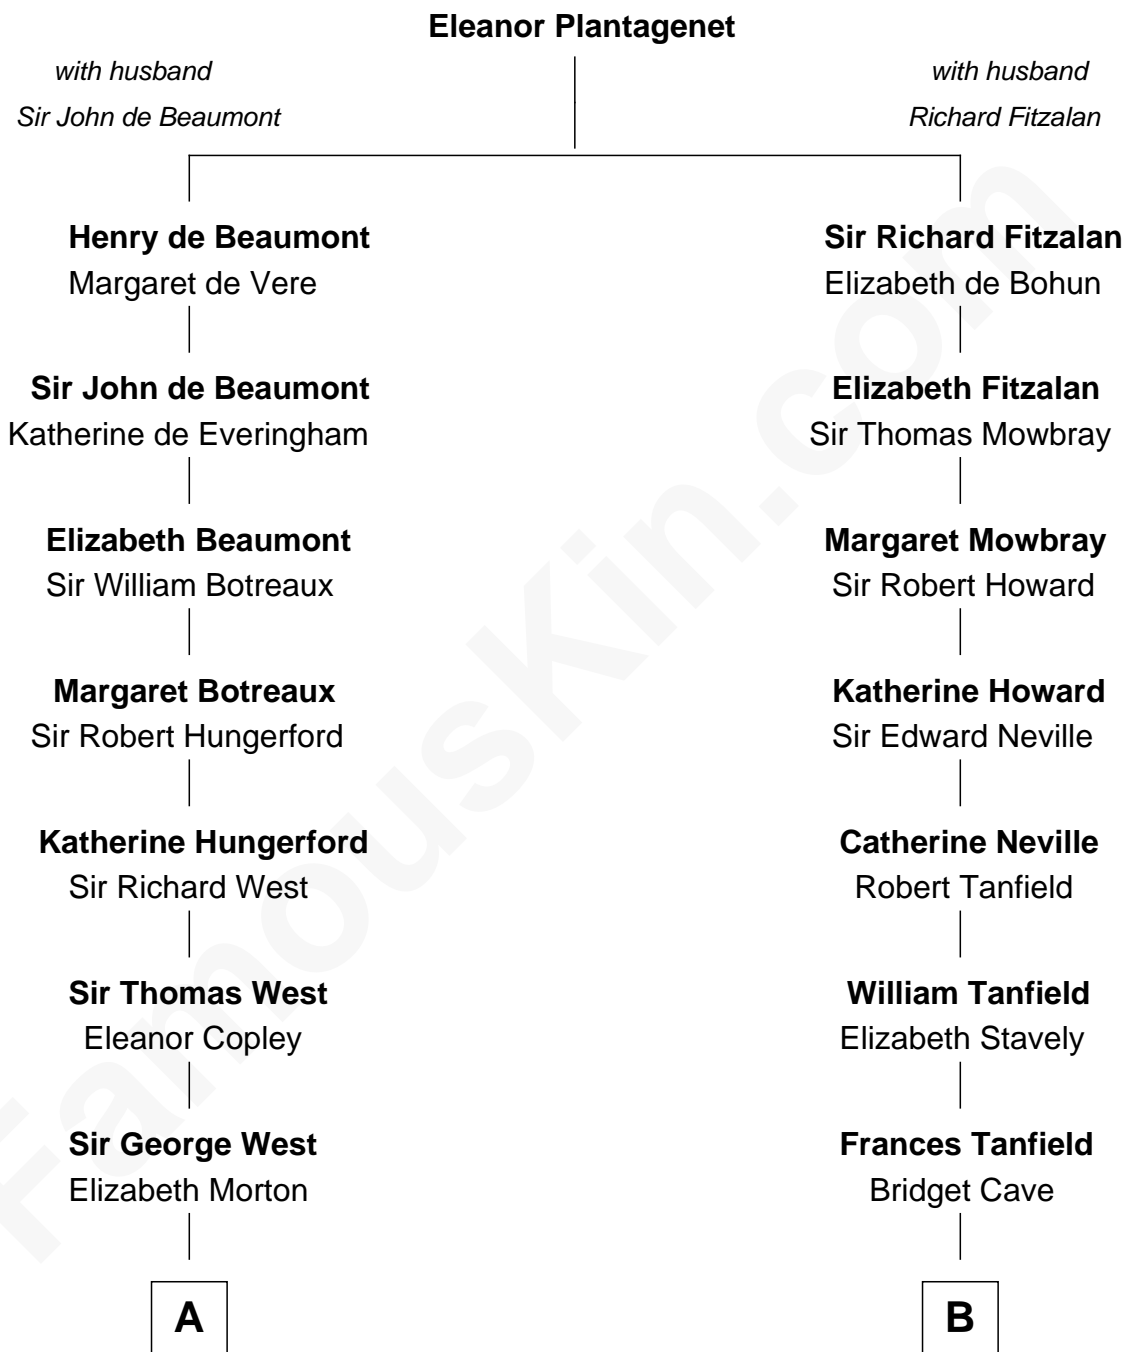 Eleanor Plantagenet
with husband
Sir John de Beaumont
with husband
Richard Fitzalan
Henry de Beaumont
Margaret de Vere
Sir Richard Fitzalan
Elizabeth de Bohun
Sir John de Beaumont
Katherine de Everingham
Elizabeth Fitzalan
Sir Thomas Mowbray
Elizabeth Beaumont
Sir William Botreaux
Margaret Mowbray
Sir Robert Howard
Margaret Botreaux
Sir Robert Hungerford
Katherine Howard
Sir Edward Neville
Katherine Hungerford
Sir Richard West
Catherine Neville
Robert Tanfield
Sir Thomas West
Eleanor Copley
William Tanfield
Elizabeth Stavely
Sir George West
Elizabeth Morton
Frances Tanfield
Bridget Cave
A
B
FamousKin.com